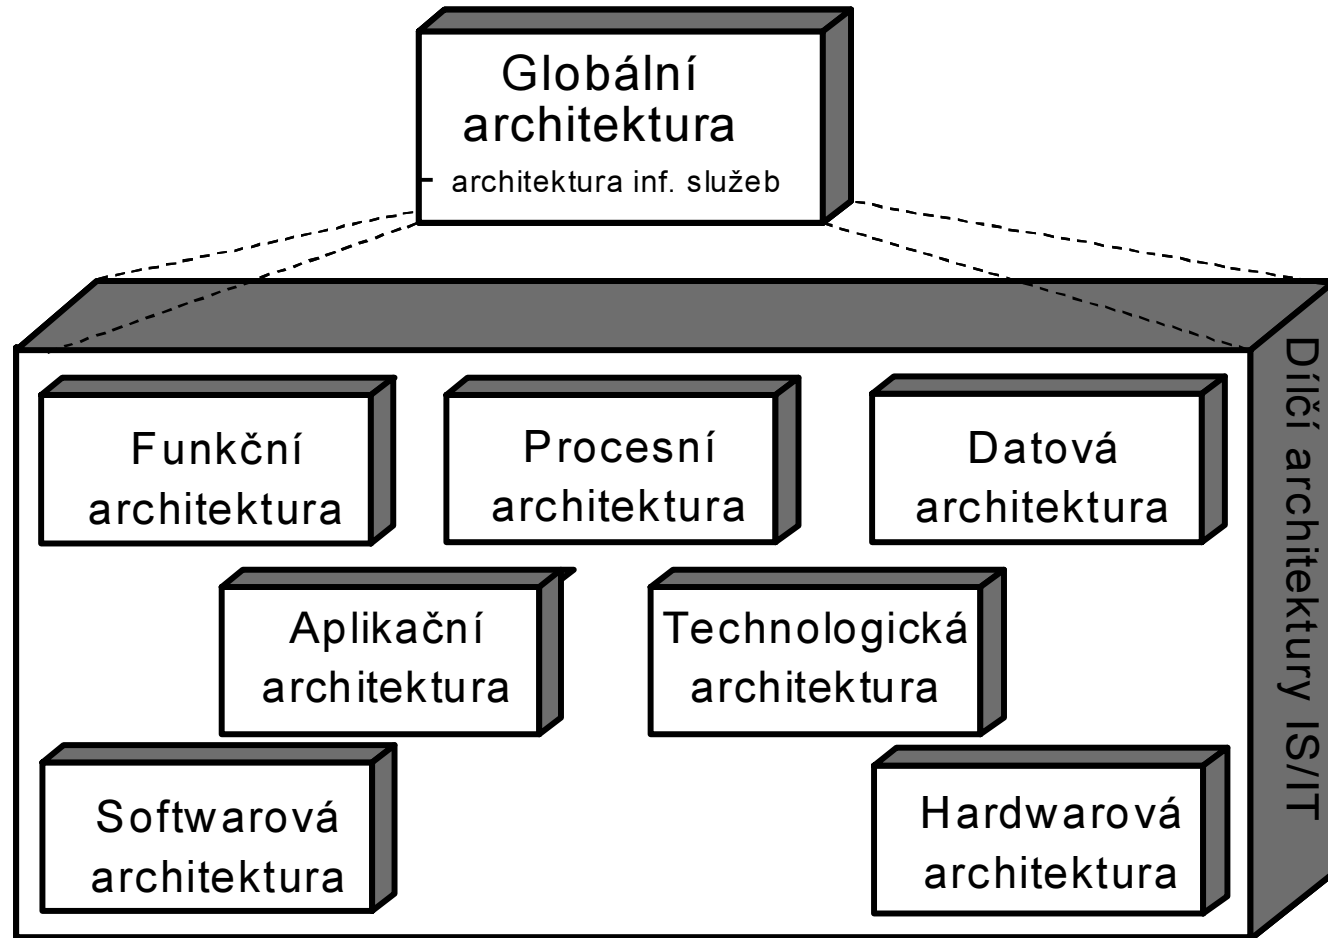 Globální
architektura
- architektura inf. služeb
Funkční
architektura
Procesní
architektura
Datová
architektura
Aplikační
architektura
Technologická
architektura
Softwarová
architektura
Hardwarová
architektura
Dílčí architektury IS/IT